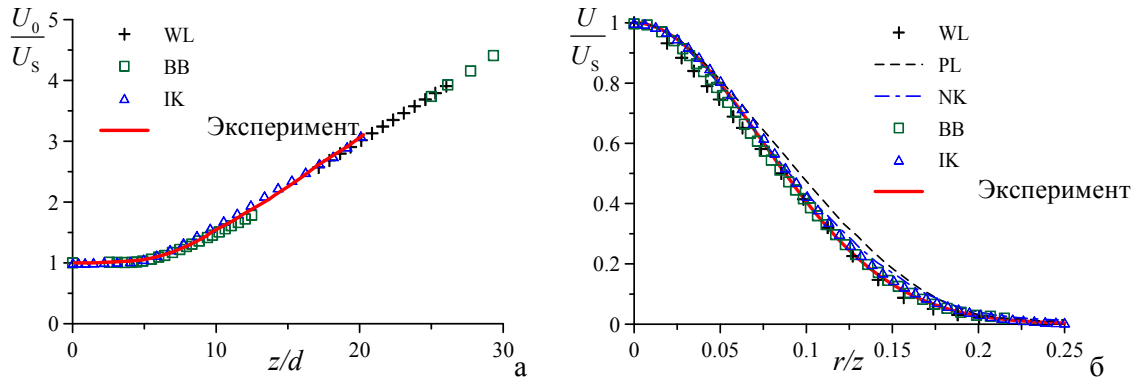 U₀
U_S
5
4
3
2
1
0
0
10
20
30
z/d
а
WL
BB
IK
Эксперимент
U
U_S
1
0.8
0.6
0.4
0.2
0
0
0.05
0.1
0.15
0.2
0.25
r/z
б
WL
PL
NK
BB
IK
Эксперимент